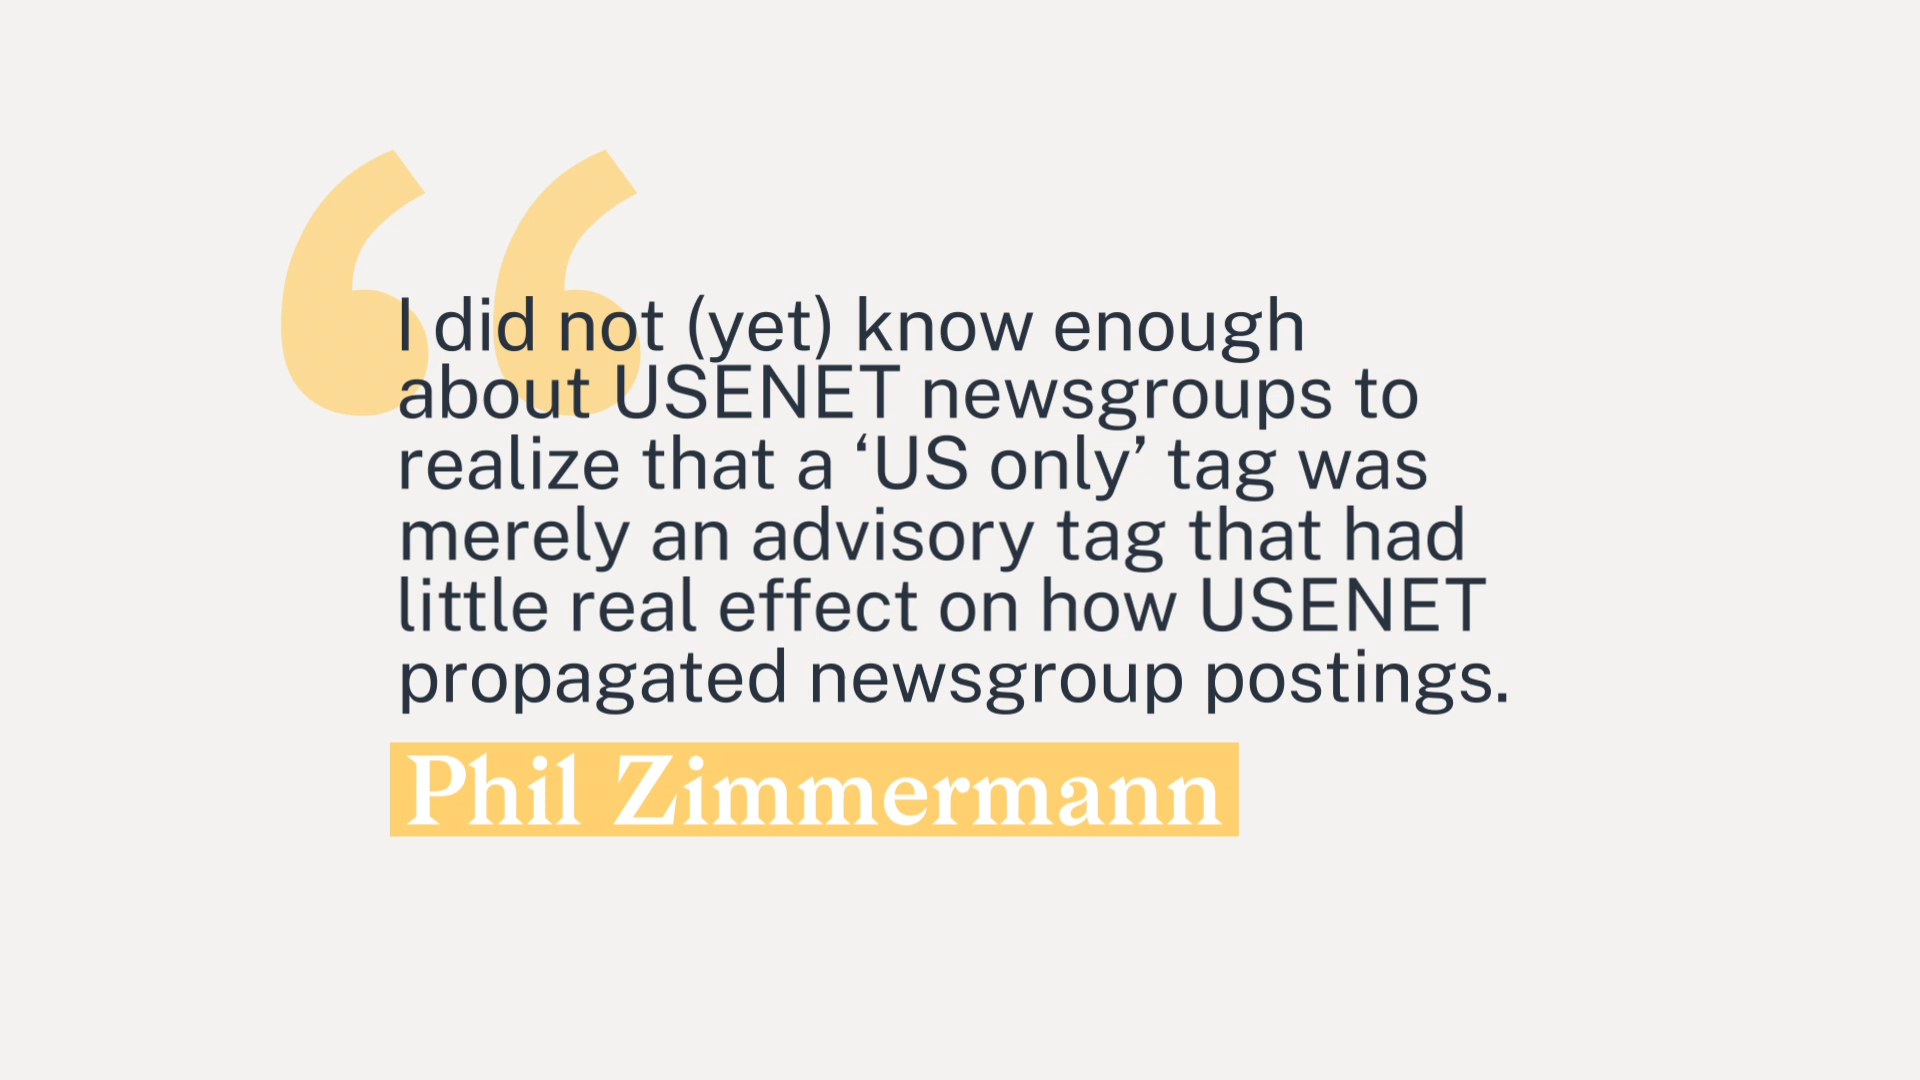 “
I did not (yet) know enough
about USENET newsgroups to
realize that a ‘US only’ tag was
merely an advisory tag that had
little real effect on how USENET
propagated newsgroup postings.
Phil Zimmermann